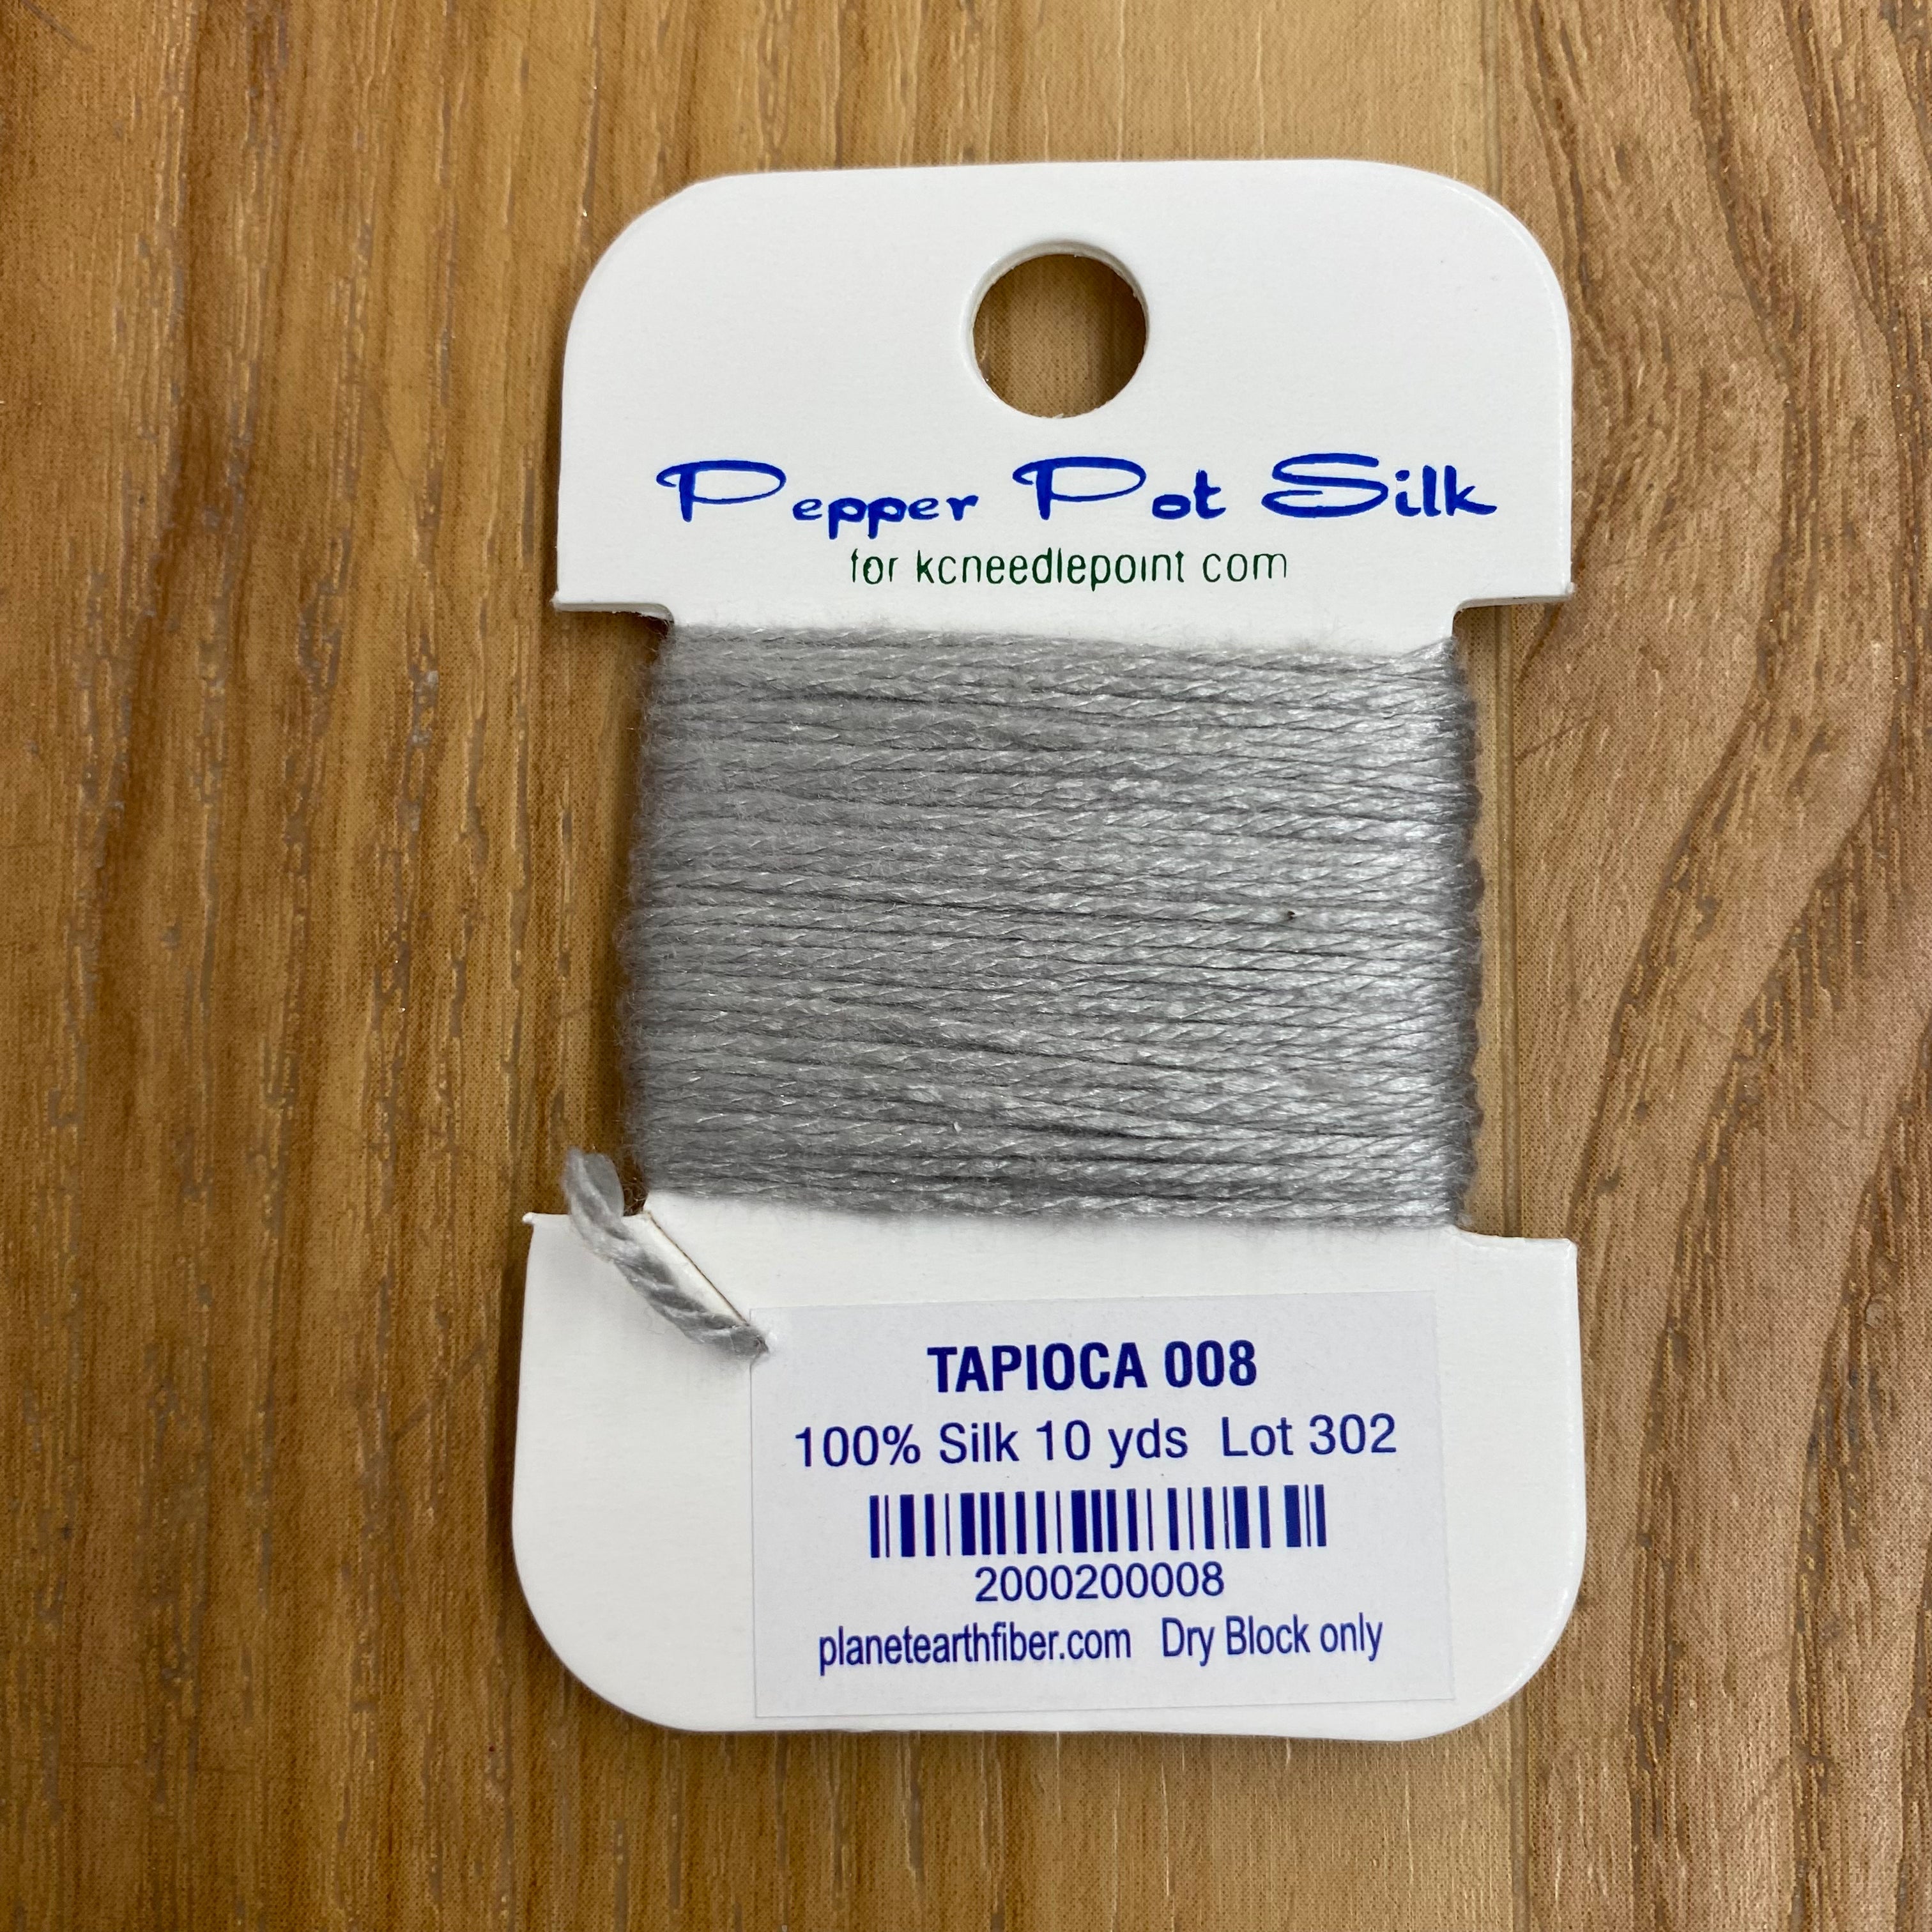 Pepper Pot Silk
for kcneedlepoint com
TAPIOCA 008
100% Silk 10 yds Lot 302
2000200008
planetearthfiber.com Dry Block only